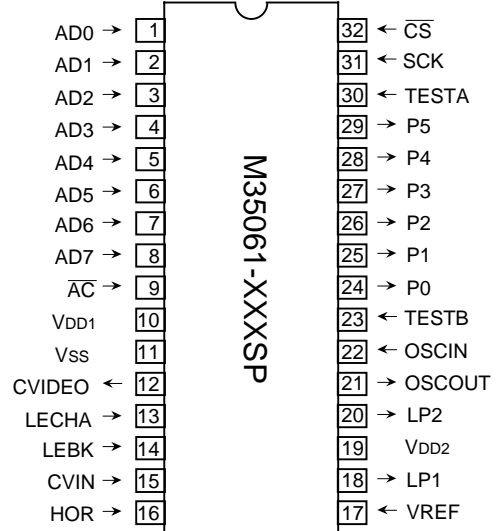 AD0 → 1
AD1 → 2
AD2 → 3
AD3 → 4
AD4 → 5
AD5 → 6
AD6 → 7
AD7 → 8
A̅C̅ → 9
VDD1 10
VSS 11
CVIDEO ← 12
LECHA → 13
LEBK → 14
CVIN → 15
HOR → 16
M35061-XXXSP
32 ← C̅S̅
31 ← SCK
30 ← TESTA
29 → P5
28 → P4
27 → P3
26 → P2
25 → P1
24 → P0
23 ← TESTB
22 ← OSCIN
21 → OSCOUT
20 → LP2
19 VDD2
18 → LP1
17 ← VREF